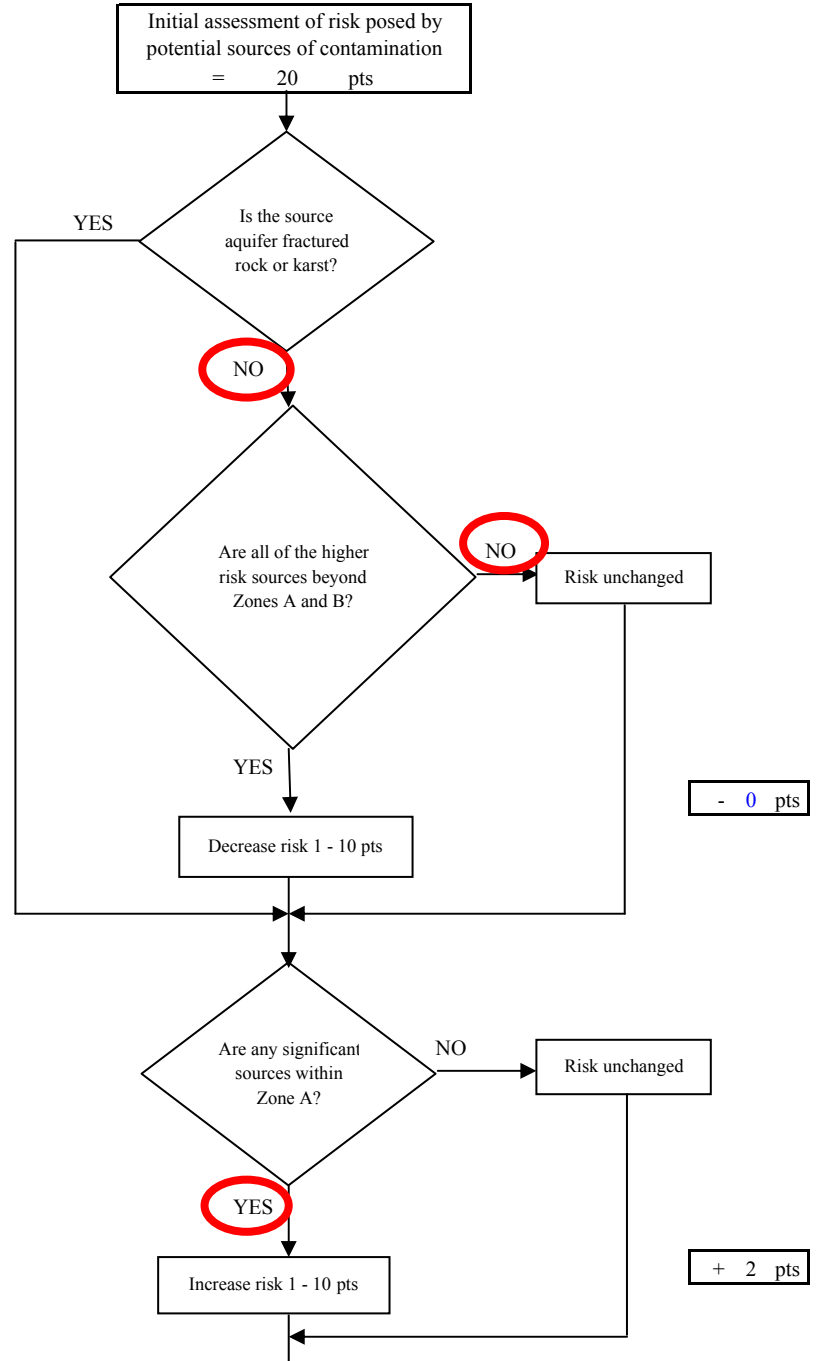 Initial assessment of risk posed by
potential sources of contamination
= 20 pts
YES
Is the source
aquifer fractured
rock or karst?
NO
Are all of the higher
risk sources beyond
Zones A and B?
NO
Risk unchanged
YES
- 0 pts
Decrease risk 1 - 10 pts
Are any significant
sources within
Zone A?
NO
Risk unchanged
YES
+ 2 pts
Increase risk 1 - 10 pts